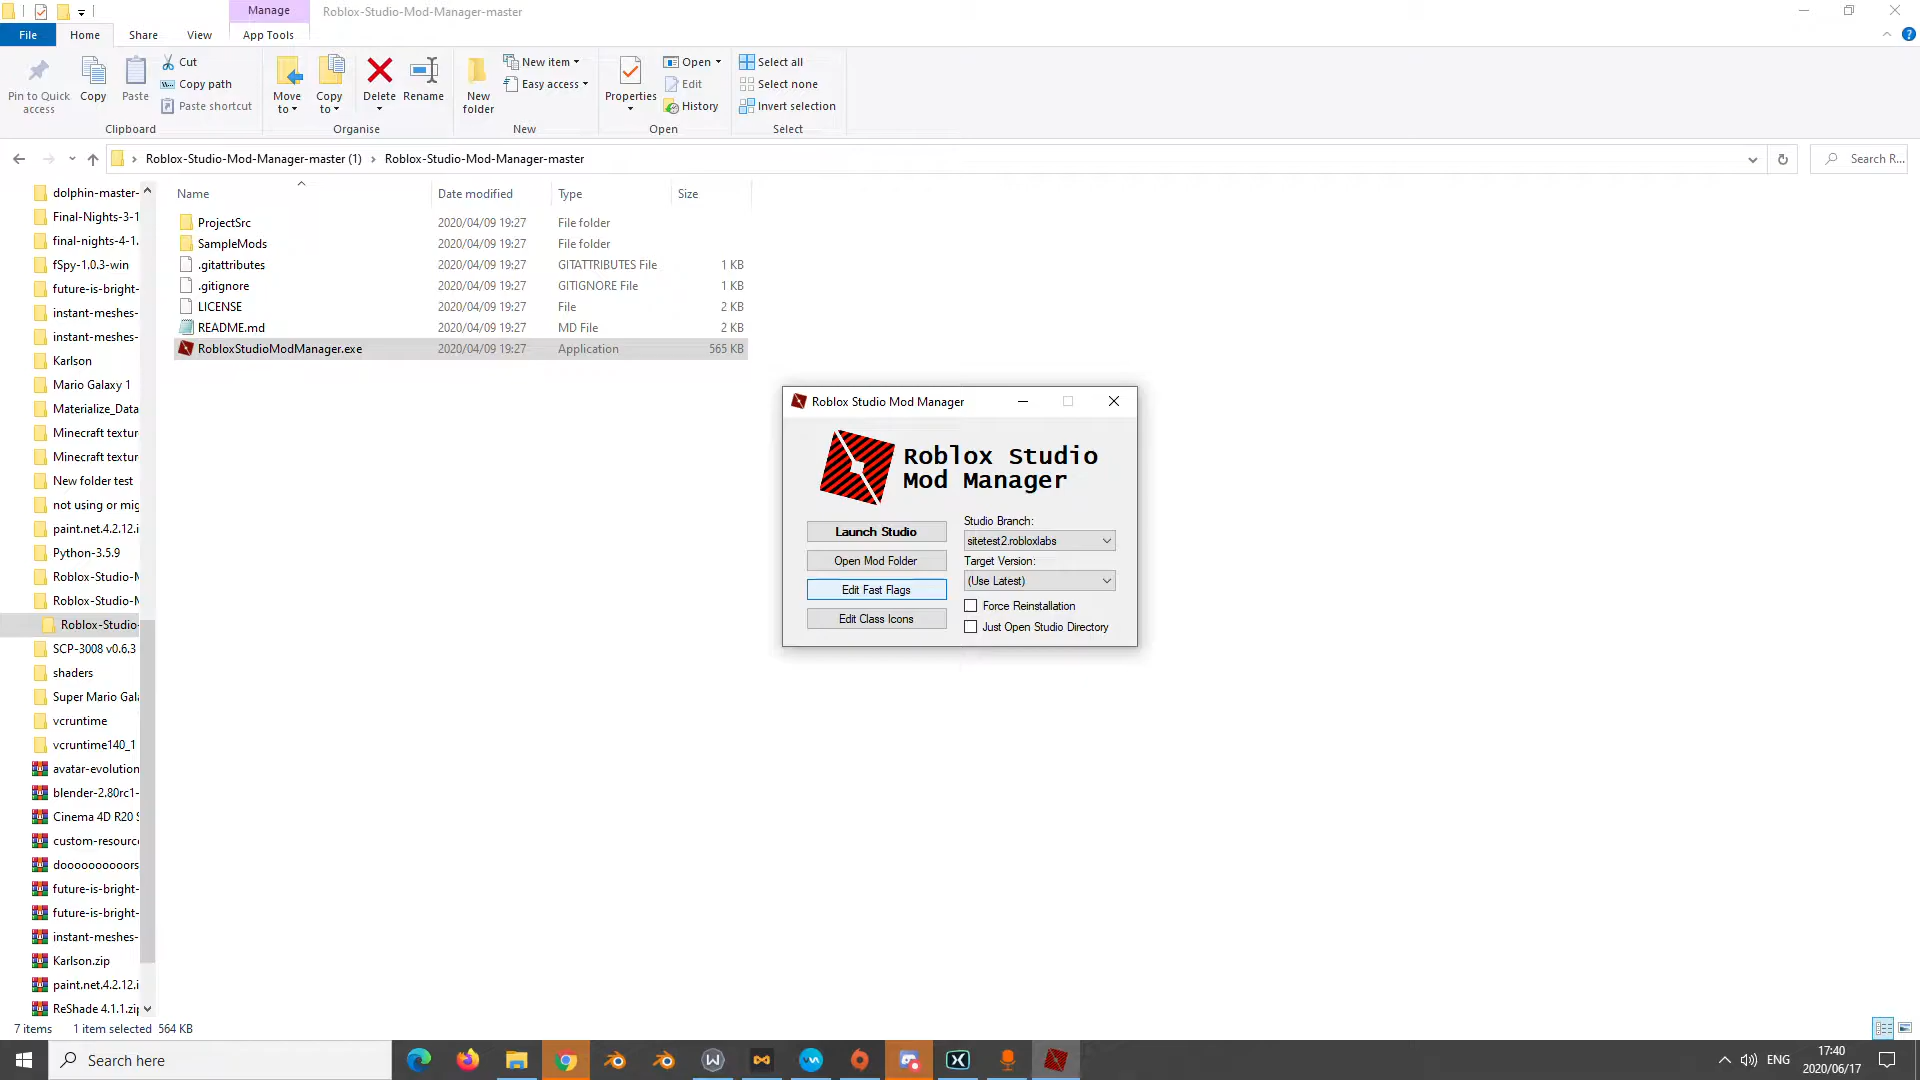 Manage
Roblox-Studio-Mod-Manager-master
File
Home
Share
View
App Tools
Pin to Quick access
Copy
Paste
Cut
Copy path
Paste shortcut
Clipboard
Move to
Copy to
Delete
Rename
Organise
New folder
New item
Easy access
New
Properties
Open
Edit
History
Open
Select all
Select none
Invert selection
Select
Roblox-Studio-Mod-Manager-master (1)
Roblox-Studio-Mod-Manager-master
Search R...
Name
Date modified
Type
Size
ProjectSrc 2020/04/09 19:27 File folder
SampleMods 2020/04/09 19:27 File folder
.gitattributes 2020/04/09 19:27 GITATTRIBUTES File 1 KB
.gitignore 2020/04/09 19:27 GITIGNORE File 1 KB
LICENSE 2020/04/09 19:27 File 2 KB
README.md 2020/04/09 19:27 MD File 2 KB
RobloxStudioModManager.exe 2020/04/09 19:27 Application 565 KB
dolphin-master-
Final-Nights-3-1
final-nights-4-1.
fSpy-1.0.3-win
future-is-bright-
instant-meshes-
instant-meshes-
Karlson
Mario Galaxy 1
Materialize_Data
Minecraft textur
Minecraft textur
New folder test
not using or mig
paint.net.4.2.12.i
Python-3.5.9
Roblox-Studio-M
Roblox-Studio-M
Roblox-Studio-
SCP-3008 v0.6.3
shaders
Super Mario Gala
vcruntime
vcruntime140_1
avatar-evolution
blender-2.80rc1-
Cinema 4D R20 S
custom-resource
doooooooooors
future-is-bright-
future-is-bright-
instant-meshes-
Karlson.zip
paint.net.4.2.12.i
ReShade 4.1.1.zip
Roblox Studio Mod Manager
Roblox Studio
Mod Manager
Launch Studio
Open Mod Folder
Edit Fast Flags
Edit Class Icons
Studio Branch:
sitetest2.robloxlabs
Target Version:
(Use Latest)
Force Reinstallation
Just Open Studio Directory
7 items
1 item selected 564 KB
Search here
ENG
17:40
2020/06/17